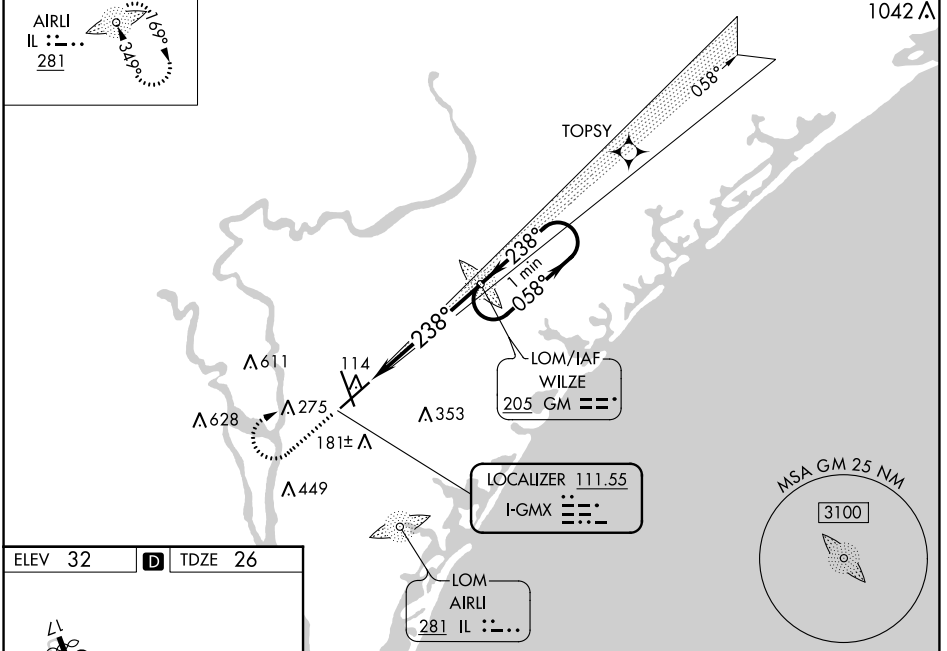 AIRLI
IL
281
349°
169°
1042
058°
TOPSY
238°
1 min
058°
238°
LOM/IAF
WILZE
205 GM
611
114
628
275
353
181±
449
LOCALIZER 111.55
I-GMX
LOM
AIRLI
281 IL
MSA GM 25 NM
3100
ELEV 32 D TDZE 26
17